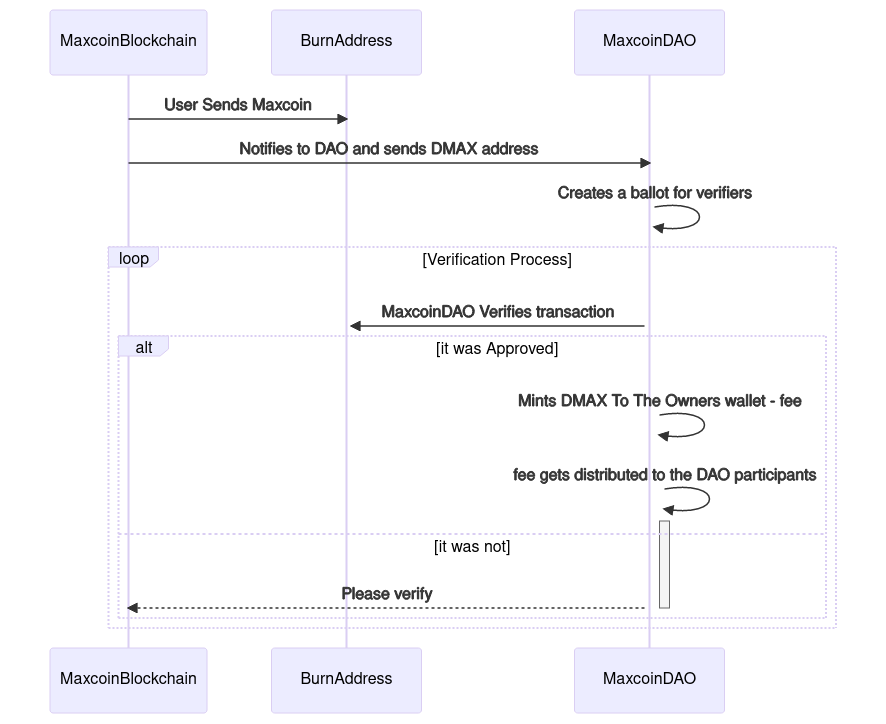 MaxcoinBlockchain
BurnAddress
MaxcoinDAO
User Sends Maxcoin
Notifies to DAO and sends DMAX address
Creates a ballot for verifiers
loop
[Verification Process]
MaxcoinDAO Verifies transaction
alt
[it was Approved]
Mints DMAX To The Owners wallet - fee
fee gets distributed to the DAO participants
[it was not]
Please verify
MaxcoinBlockchain
BurnAddress
MaxcoinDAO